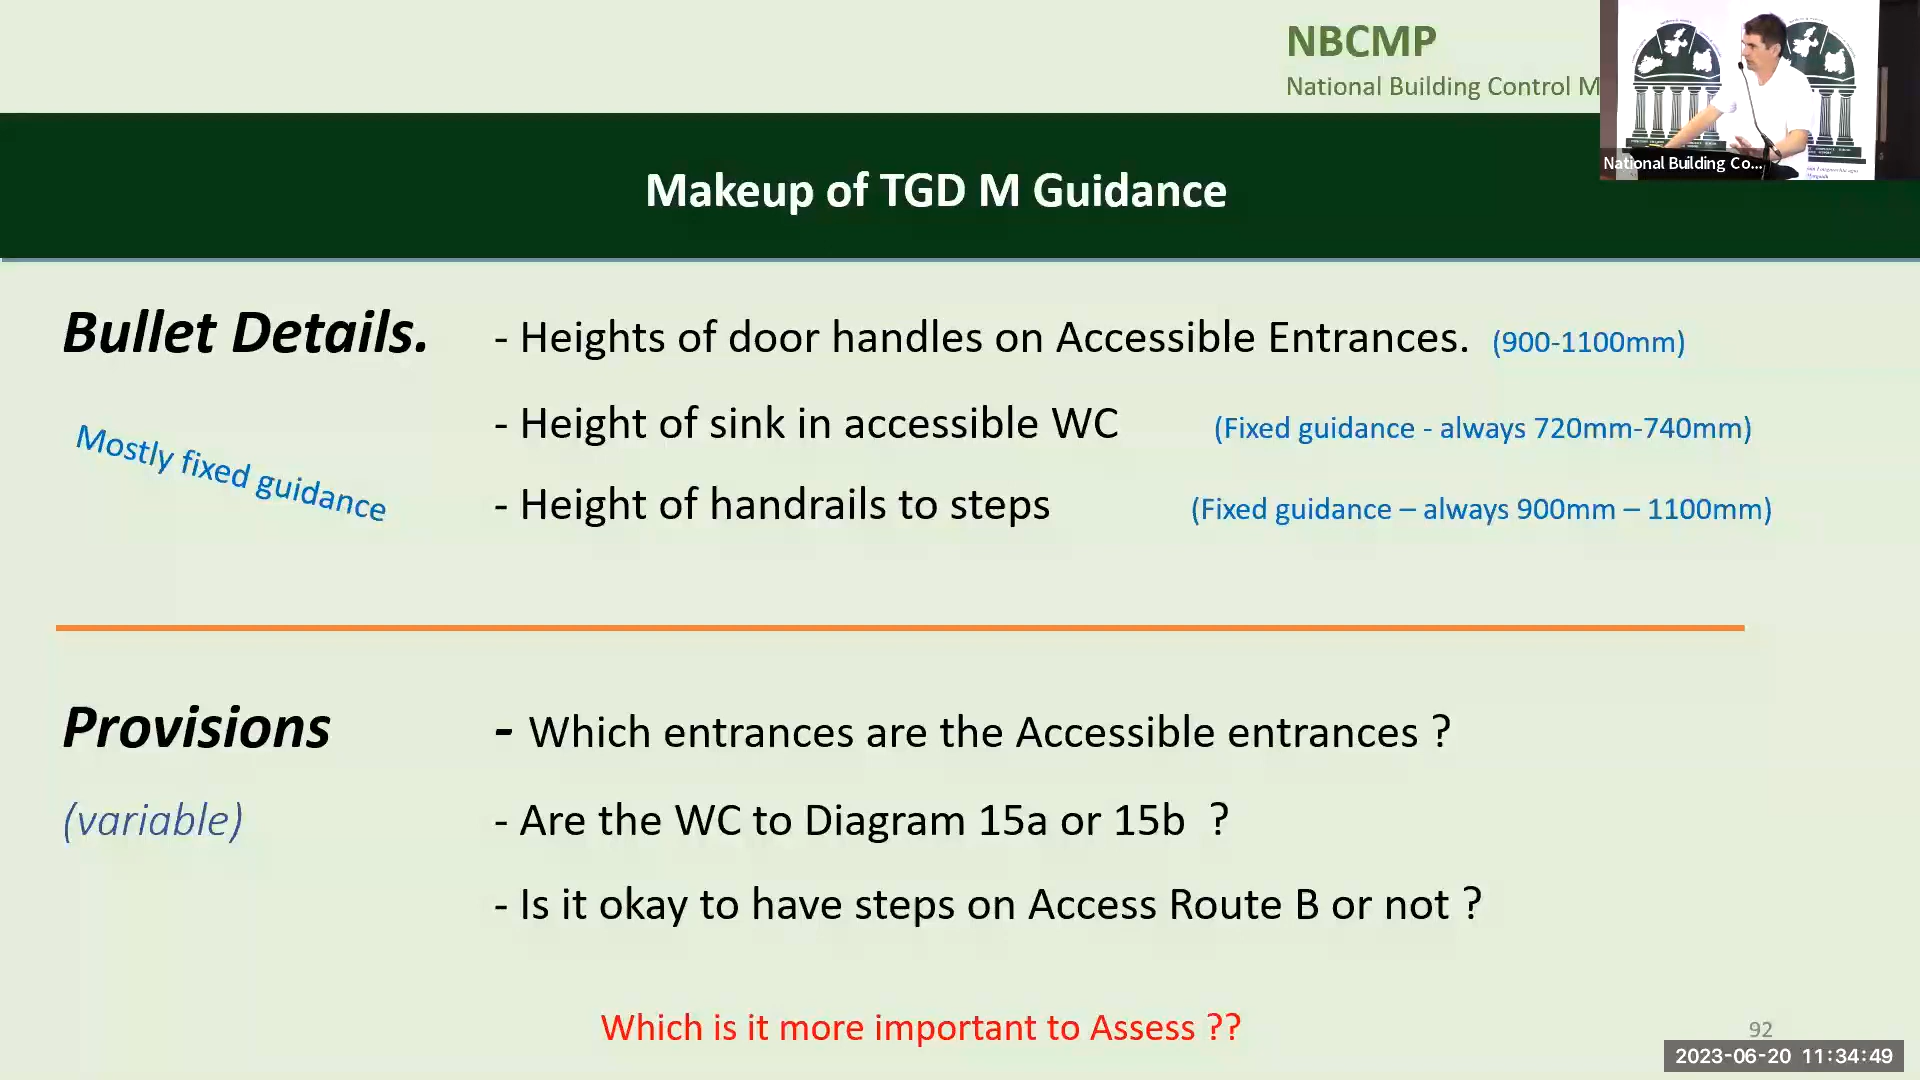 NBCMP
National Building Control M
National Building Co...
Makeup of TGD M Guidance
Bullet Details.
- Heights of door handles on Accessible Entrances. (900-1100mm)
Mostly fixed guidance
- Height of sink in accessible WC (Fixed guidance - always 720mm-740mm)
- Height of handrails to steps (Fixed guidance – always 900mm – 1100mm)
Provisions
- Which entrances are the Accessible entrances ?
(variable)
- Are the WC to Diagram 15a or 15b ?
- Is it okay to have steps on Access Route B or not ?
Which is it more important to Assess ??
92
2023-06-20 11:34:49